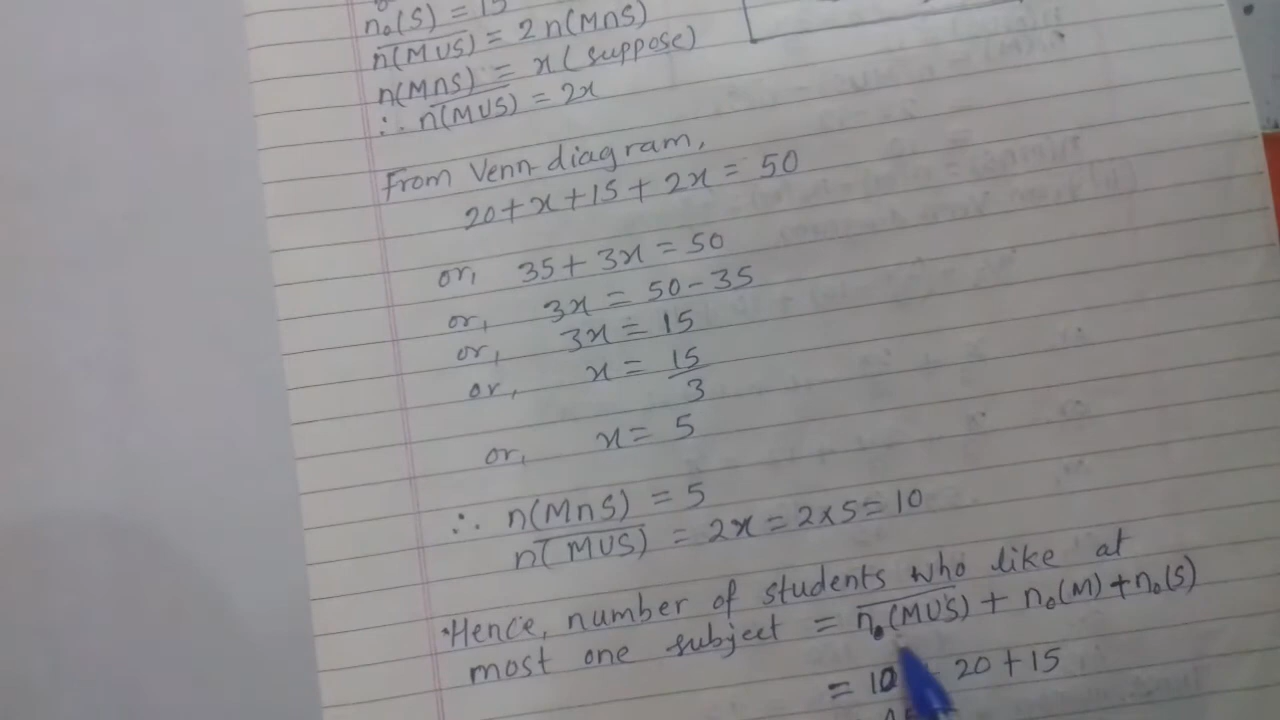 n₀(S) = 15
n(M∪S) = 2n(M∩S)
n(M∩S) = x (suppose)
∴ n(M∪S) = 2x
From Venn-diagram,
20+x+15+2x = 50
or, 35+3x = 50
or, 3x = 50-35
or, 3x = 15
or, x = 15/3
or, x = 5
∴ n(M∩S) = 5
n(M∪S) = 2x = 2×5 = 10
Hence, number of students who like at
most one subject = n₀(M∪S) + n₀(M) + n₀(S)
= 10 + 20 + 15